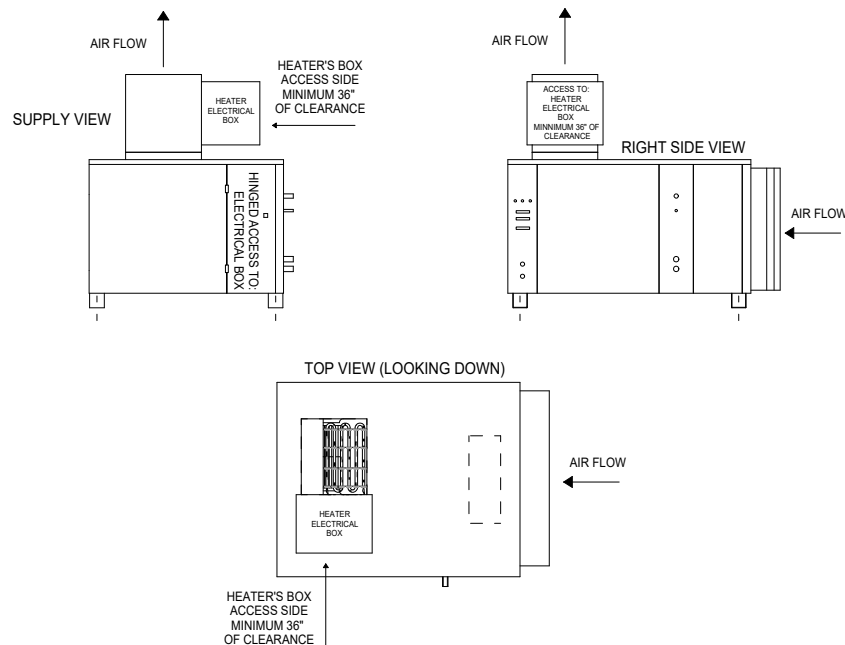 AIR FLOW
HEATER'S BOX
ACCESS SIDE
MINIMUM 36"
OF CLEARANCE
HEATER
ELECTRICAL
BOX
SUPPLY VIEW
HINGED ACCESS TO:
ELECTRICAL BOX
AIR FLOW
ACCESS TO:
HEATER
ELECTRICAL
BOX
MINNIMUM 36" OF
CLEARANCE
RIGHT SIDE VIEW
AIR FLOW
TOP VIEW (LOOKING DOWN)
AIR FLOW
HEATER
ELECTRICAL
BOX
HEATER'S BOX
ACCESS SIDE
MINIMUM 36"
OF CLEARANCE